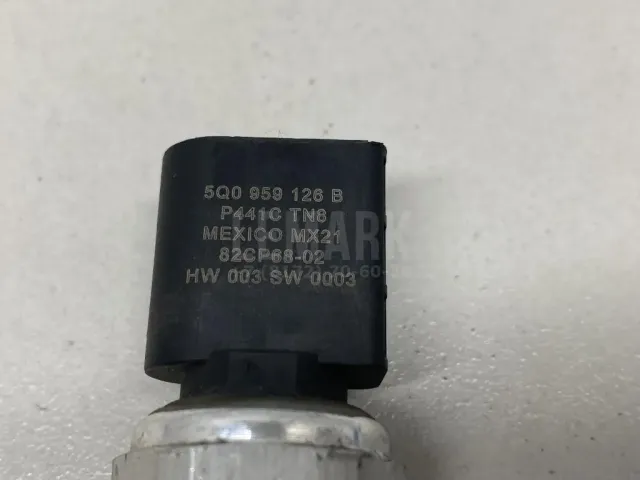 5Q0 959 126 B
P441C TN8
MEXICO MX21
82CP68-02
HW 003 SW 0003